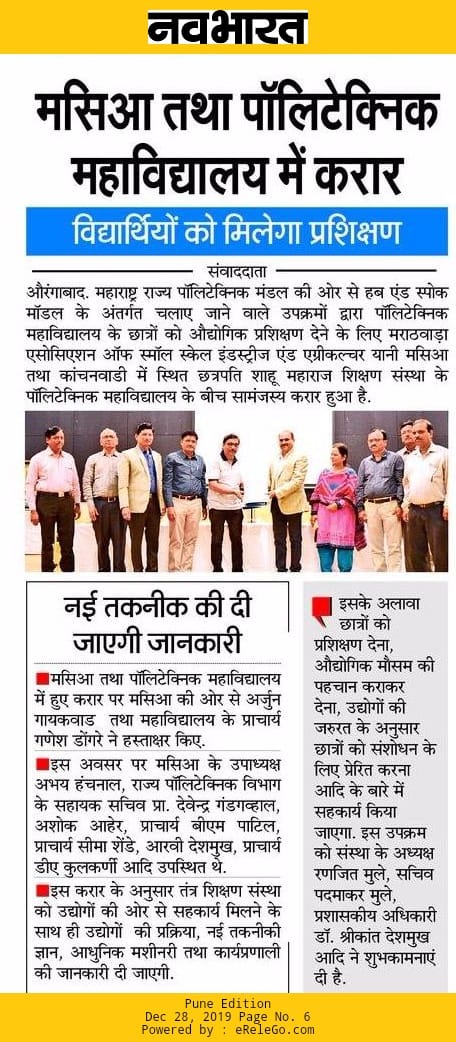 नवभारत
मसिआ तथा पॉलिटेक्निक
महाविद्यालय में करार
विद्यार्थियों को मिलेगा प्रशिक्षण
संवाददाता
औरंगाबाद. महाराष्ट्र राज्य पॉलिटेक्निक मंडल की ओर से हब एंड स्पोक
मॉडल के अंतर्गत चलाए जाने वाले उपक्रमों द्वारा पॉलिटेक्निक
महाविद्यालय के छात्रों को औद्योगिक प्रशिक्षण देने के लिए मराठवाड़ा
एसोसिएशन ऑफ स्मॉल स्केल इंडस्ट्रीज एंड एग्रीकल्चर यानी मसिआ
तथा कांचनवाडी में स्थित छत्रपति शाहू महाराज शिक्षण संस्था के
पॉलिटेक्निक महाविद्यालय के बीच सामंजस्य करार हुआ है.
नई तकनीक की दी
जाएगी जानकारी
मसिआ तथा पॉलिटेक्निक महाविद्यालय
में हुए करार पर मसिआ की ओर से अर्जुन
गायकवाड तथा महाविद्यालय के प्राचार्य
गणेश डोंगरे ने हस्ताक्षर किए.
इस अवसर पर मसिआ के उपाध्यक्ष
अभय हंचनाल, राज्य पॉलिटेक्निक विभाग
के सहायक सचिव प्रा. देवेन्द्र गंडगव्हाल,
अशोक आहेर, प्राचार्य बीएम पाटिल,
प्राचार्य सीमा शेंडे, आरवी देशमुख, प्राचार्य
डीए कुलकर्णी आदि उपस्थित थे.
इस करार के अनुसार तंत्र शिक्षण संस्था
को उद्योगों की ओर से सहकार्य मिलने के
साथ ही उद्योगों की प्रक्रिया, नई तकनीकी
ज्ञान, आधुनिक मशीनरी तथा कार्यप्रणाली
की जानकारी दी जाएगी.
इसके अलावा
छात्रों को
प्रशिक्षण देना,
औद्योगिक मौसम की
पहचान कराकर
देना, उद्योगों की
जरुरत के अनुसार
छात्रों को संशोधन के
लिए प्रेरित करना
आदि के बारे में
सहकार्य किया
जाएगा. इस उपक्रम
को संस्था के अध्यक्ष
रणजित मुले, सचिव
पदमाकर मुले,
प्रशासकीय अधिकारी
डॉ. श्रीकांत देशमुख
आदि ने शुभकामनाएं
दी है.
Pune Edition
Dec 28, 2019 Page No. 6
Powered by : eReleGo.com